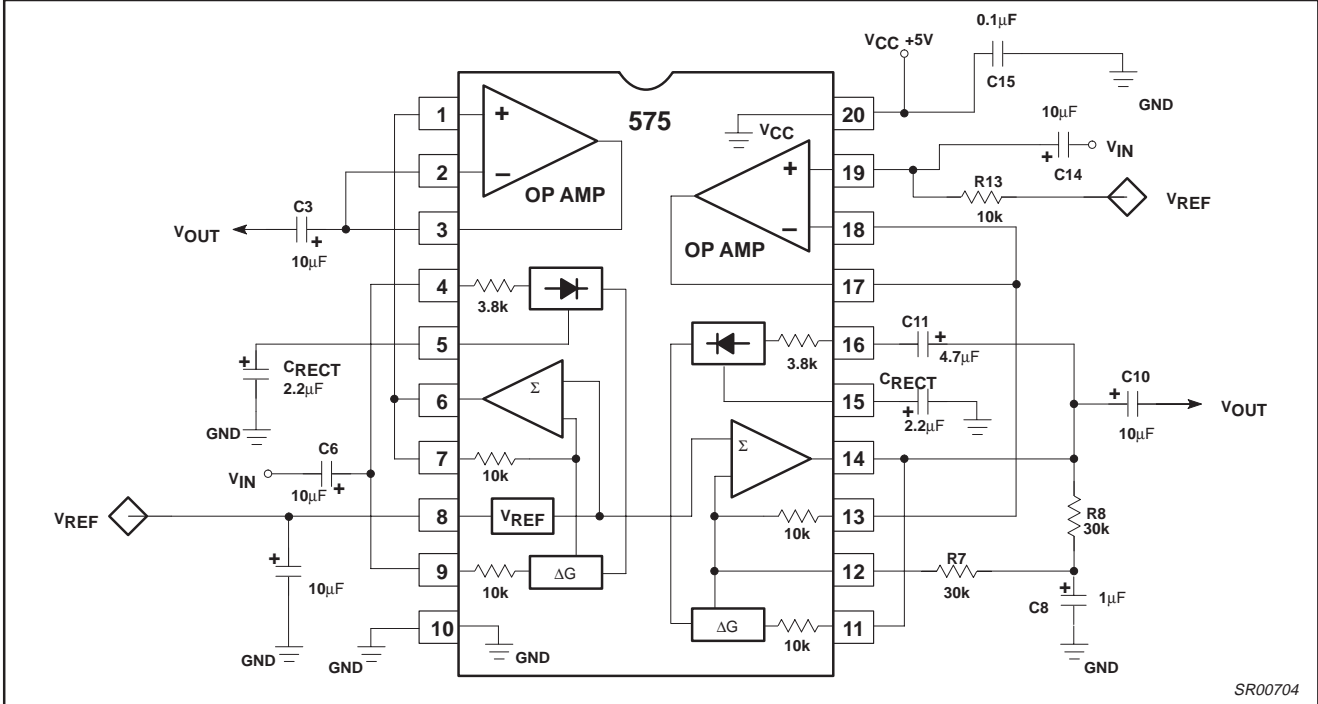 0.1μF
VCC +5V
C15
GND
575
1
+
20
VCC
10μF
VIN
+
C14
2
−
OP AMP
+
19
R13
10k
VREF
C3
VOUT
+
10μF
3
−
18
OP AMP
4
3.8k
17
C11
+
4.7μF
5
16
3.8k
+
CRECT
2.2μF
CRECT
15
+
2.2μF
C10
+
VOUT
10μF
Σ
6
GND
Σ
14
C6
VIN
10μF
+
7
10k
R8
30k
VREF
8
VREF
10k
13
+
10μF
9
10k
ΔG
12
R7
30k
+
C8
1μF
ΔG
10k
11
10
GND
GND
GND
GND
SR00704